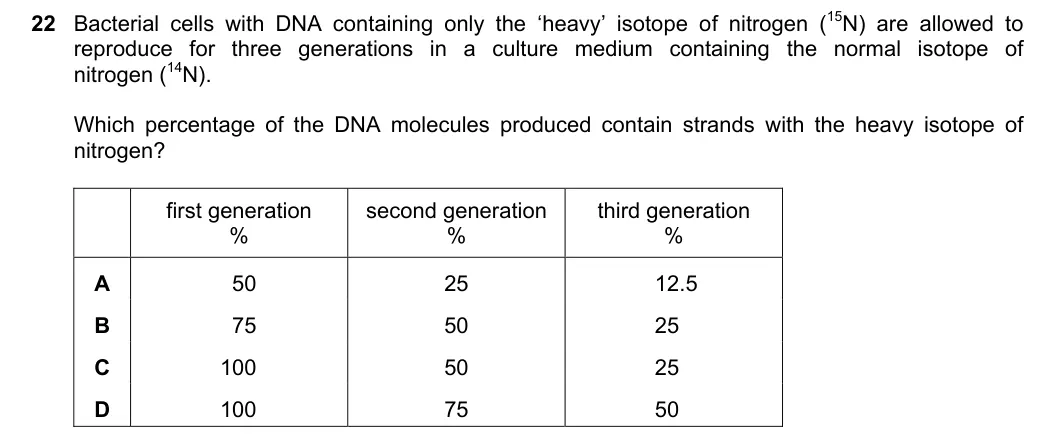 22 Bacterial cells with DNA containing only the ‘heavy’ isotope of nitrogen (¹⁵N) are allowed to
reproduce for three generations in a culture medium containing the normal isotope of
nitrogen (¹⁴N).
Which percentage of the DNA molecules produced contain strands with the heavy isotope of
nitrogen?
first generation % second generation % third generation %
A 50 25 12.5
B 75 50 25
C 100 50 25
D 100 75 50